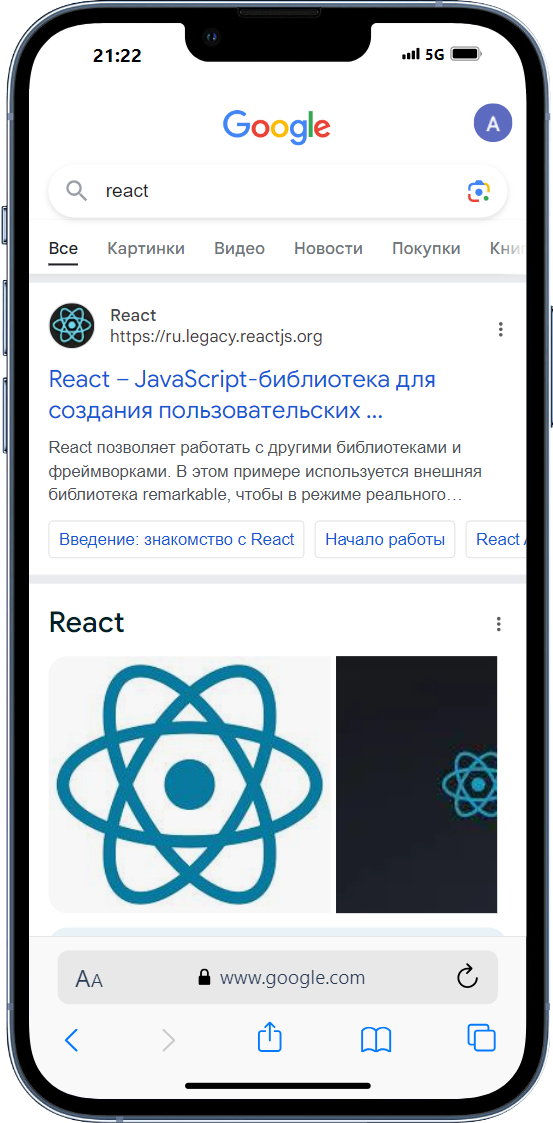 21:22
5G
Google
A
react
Все Картинки Видео Новости Покупки
React
https://ru.legacy.reactjs.org
React – JavaScript-библиотека для
создания пользовательских ...
React позволяет работать с другими библиотеками и
фреймворками. В этом примере используется внешняя
библиотека remarkable, чтобы в режиме реального…
Введение: знакомство с React
Начало работы
React
React
AA
www.google.com